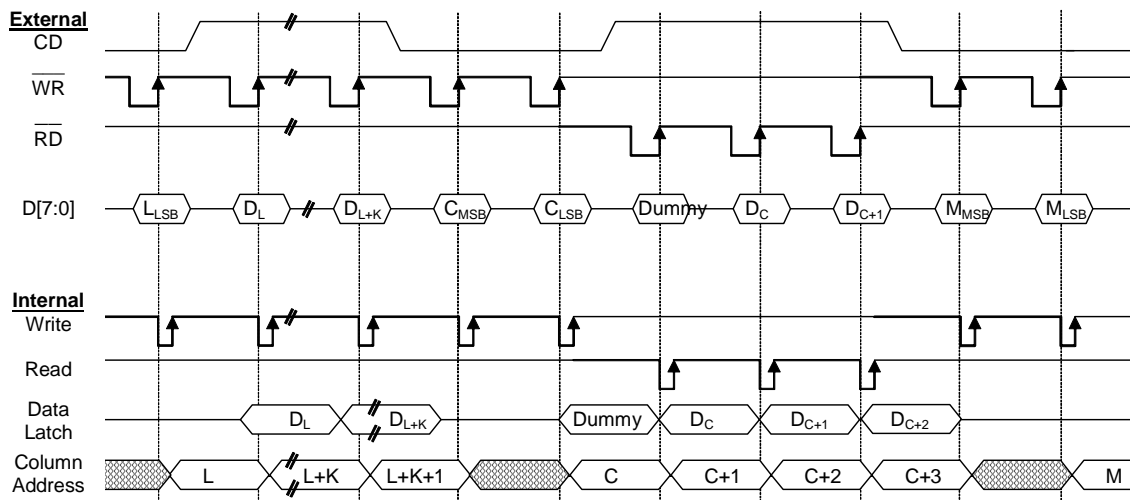 External
CD
WR
RD
D[7:0] LLSB DL DL+K CMSB CLSB Dummy DC DC+1 MMSB MLSB
Internal
Write
Read
Data Latch DL DL+K Dummy DC DC+1 DC+2
Column Address L L+K L+K+1 C C+1 C+2 C+3 M